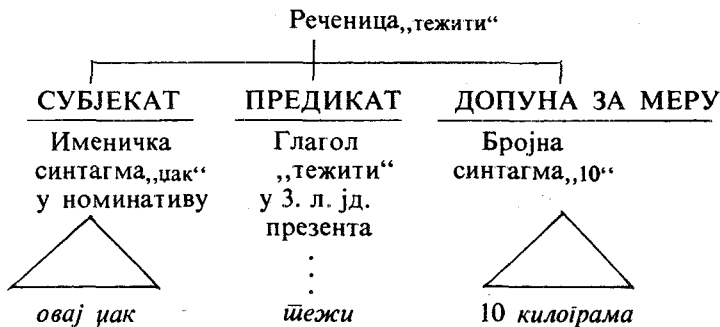 Реченица„тежити“
СУБЈЕКАТ ПРЕДИКАТ ДОПУНА ЗА МЕРУ
Именичка Глагол Бројна
синтагма„џак“ „тежити“ синтагма„10“
у номинативу у 3. л. јд.
презента
овај џак тежи 10 килограма